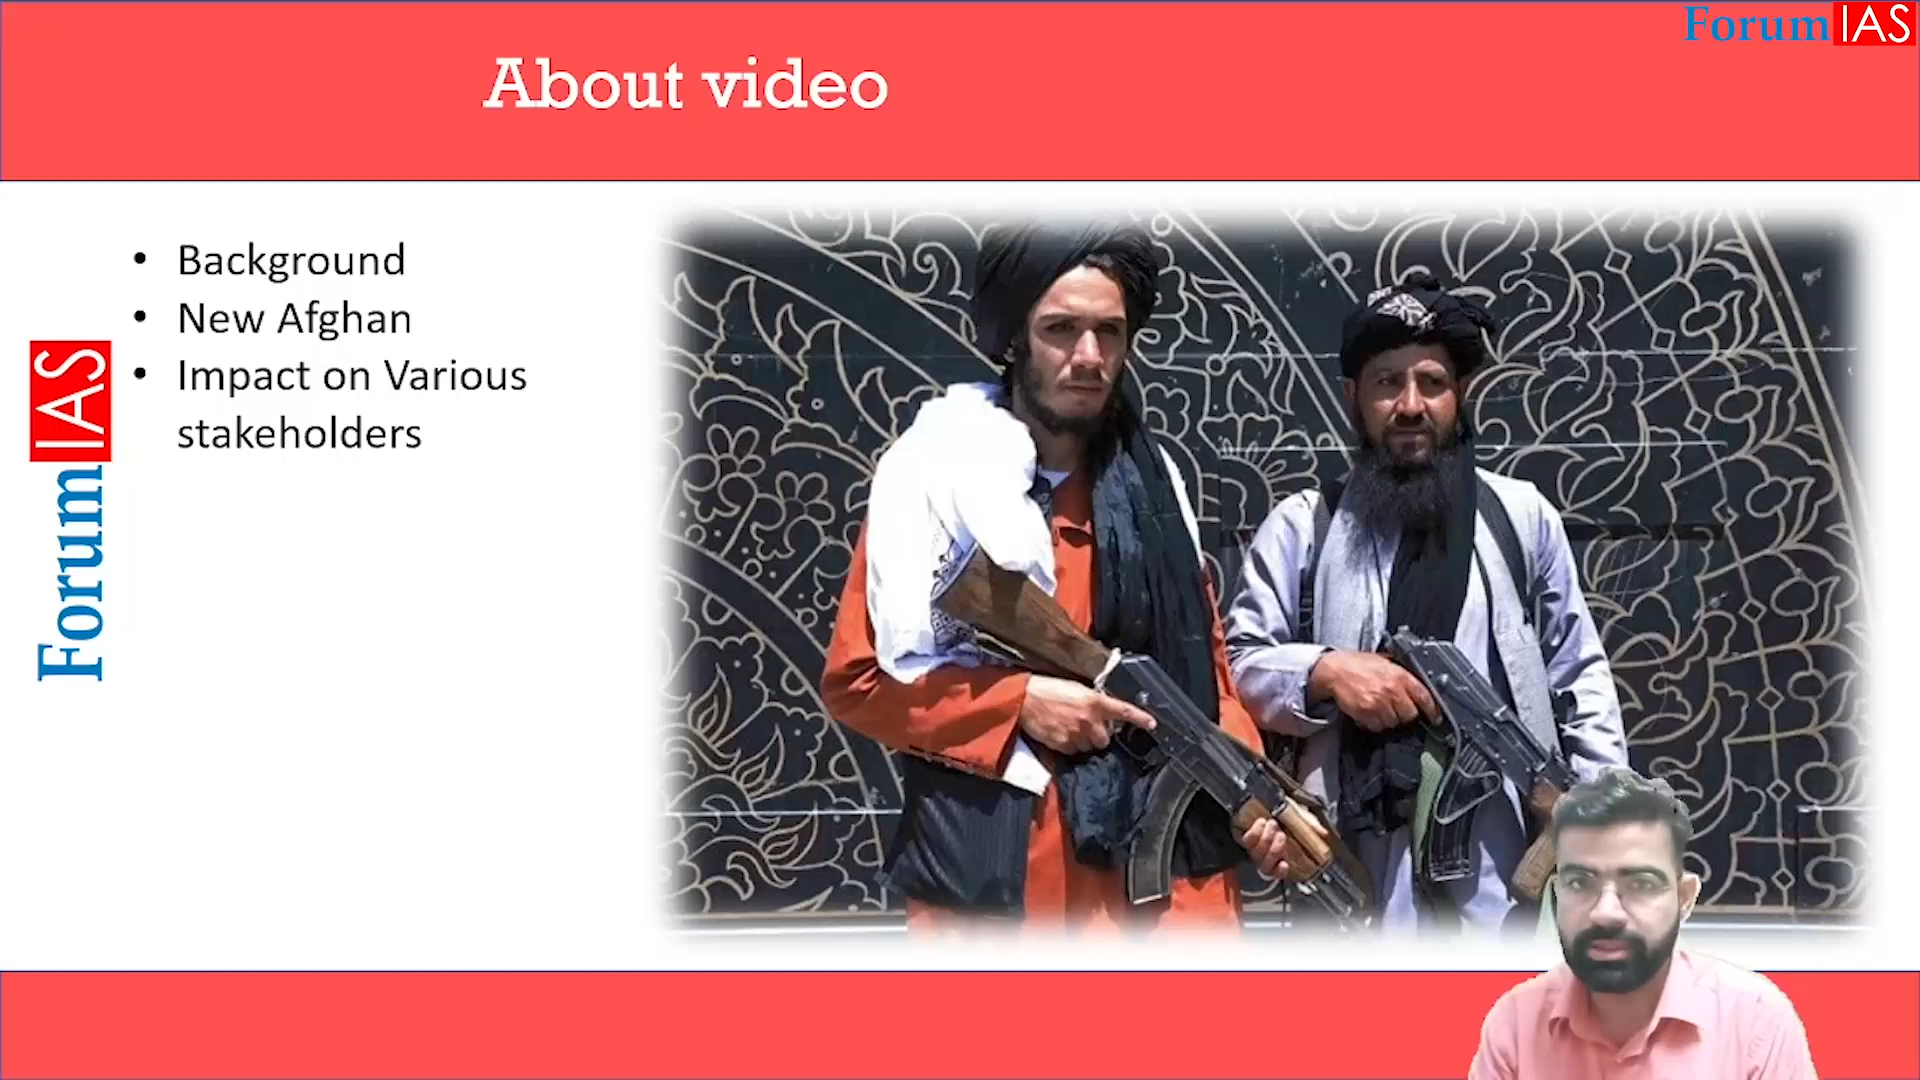 ForumIAS
About video
• Background
• New Afghan
• Impact on Various
stakeholders
ForumIAS